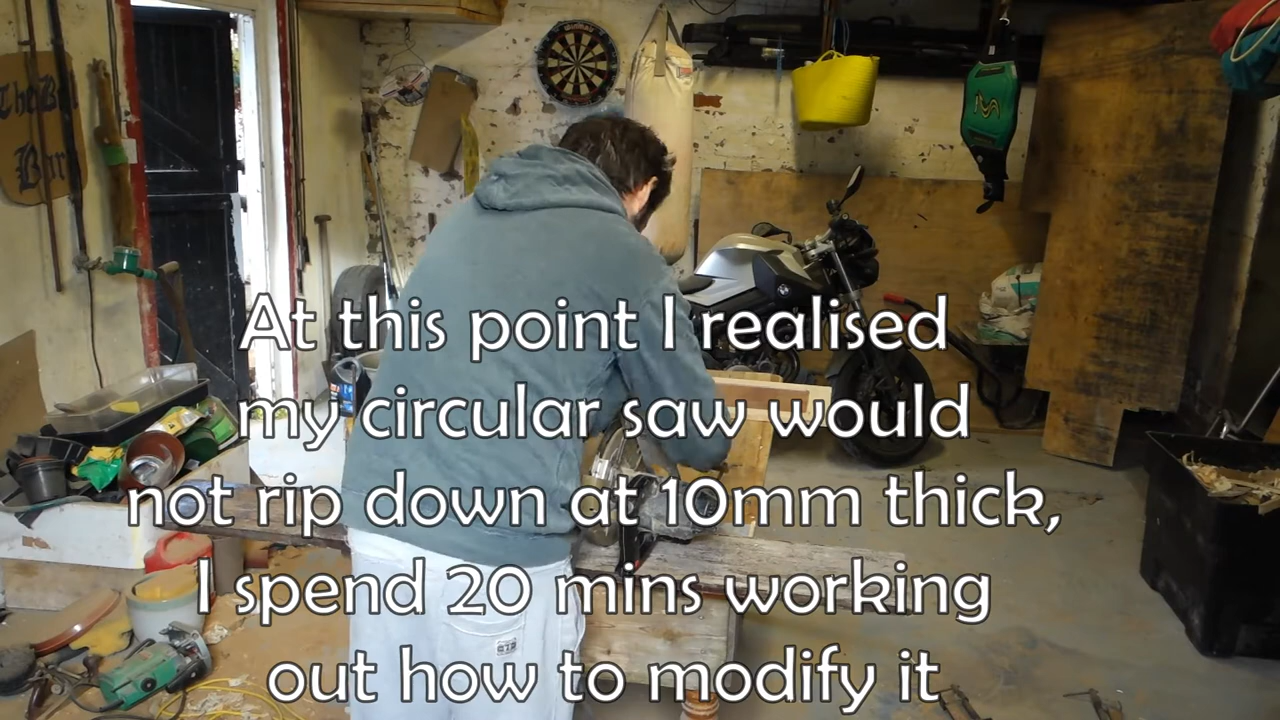 At this point I realised
my circular saw would
not rip down at 10mm thick,
I spend 20 mins working
out how to modify it